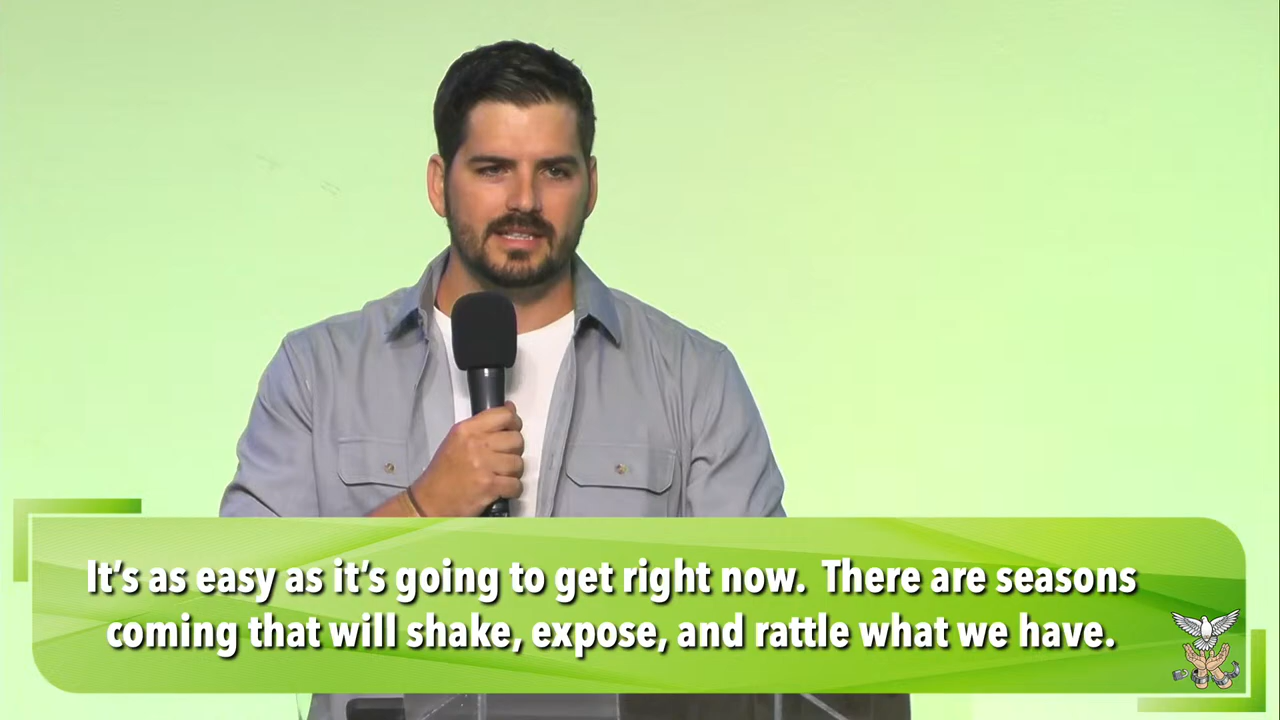 It's as easy as it's going to get right now.  There are seasons
coming that will shake, expose, and rattle what we have.